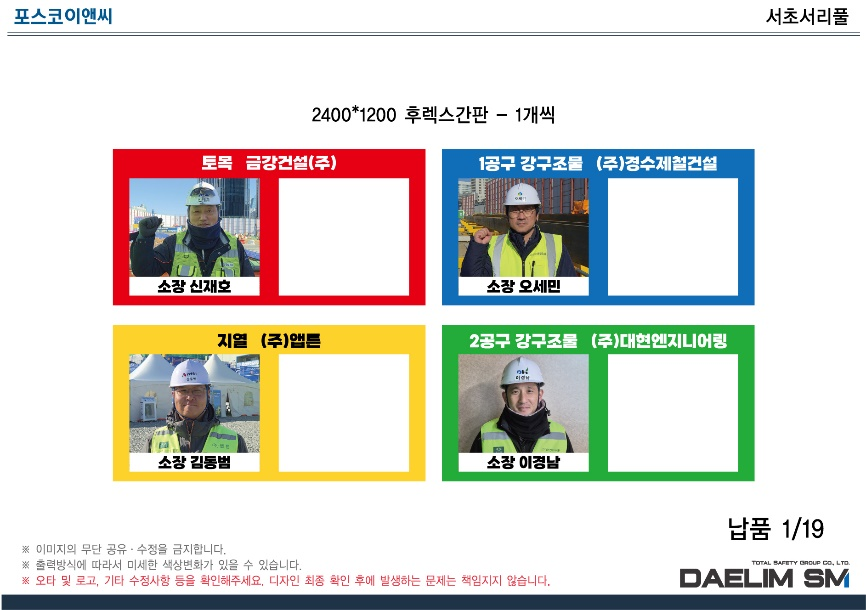 포스코이앤씨
서초서리풀
2400*1200 후렉스간판 - 1개씩
토목 금강건설(주)
소장 신재호
1공구 강구조물 (주)경수제철건설
소장 오세민
지열 (주)앱튼
소장 김동범
2공구 강구조물 (주)대현엔지니어링
이경남
소장 이경남
납품 1/19
※ 이미지의 무단 공유·수정을 금지합니다.
※ 출력방식에 따라서 미세한 색상변화가 있을 수 있습니다.
※ 오타 및 로고, 기타 수정사항 등을 확인해주세요. 디자인 최종 확인 후에 발생하는 문제는 책임지지 않습니다.
TOTAL SAFETY GROUP CO., LTD.
DAELIM SM